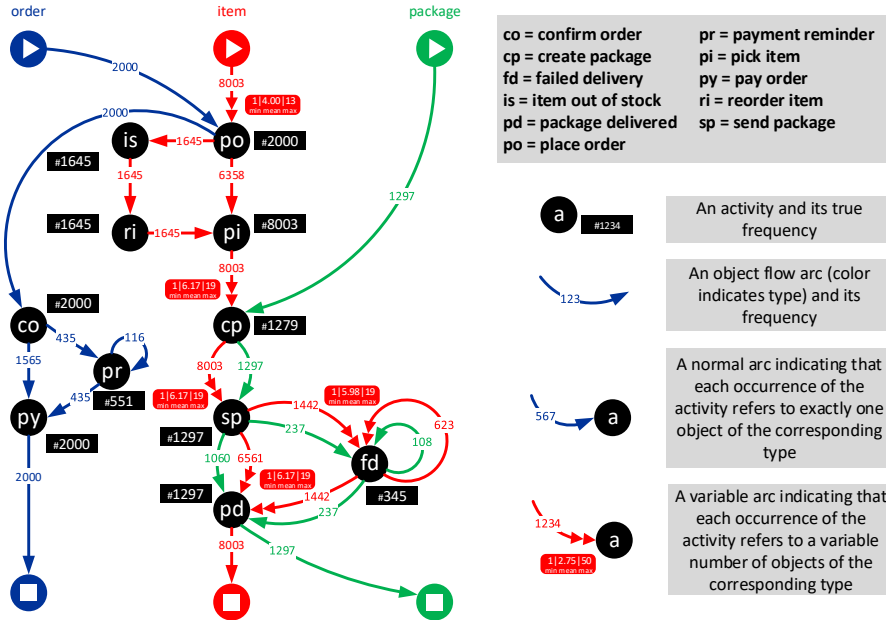 order
item
package
2000
8003
1|4.00|13
min mean max
2000
is
1645
po
#2000
#1645
1645
6358
1297
#1645
ri
1645
pi
#8003
8003
1|6.17|19
min mean max
#2000
co
cp
#1279
435
116
1565
pr
8003
1297
435
#551
1|6.17|19
min mean max
1442
1|5.98|19
min mean max
py
sp
237
623
108
#2000
#1297
1060
6561
fd
2000
1|6.17|19
min mean max
#345
#1297
1442
pd
237
8003
1297
co = confirm order
cp = create package
fd = failed delivery
is = item out of stock
pd = package delivered
po = place order
pr = payment reminder
pi = pick item
py = pay order
ri = reorder item
sp = send package
a
#1234
An activity and its true
frequency
123
An object flow arc (color
indicates type) and its
frequency
567
a
A normal arc indicating that
each occurrence of the
activity refers to exactly one
object of the corresponding
type
1234
a
1|2.75|50
min mean max
A variable arc indicating that
each occurrence of the
activity refers to a variable
number of objects of the
corresponding type